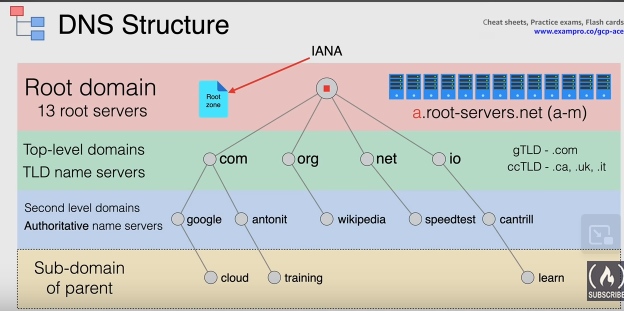 DNS Structure
Cheat sheets, Practice exams, Flash cards
www.exampro.co/gcp-ace
IANA
Root domain
13 root servers
Root
zone
a.root-servers.net (a-m)
Top-level domains
TLD name servers
com
org
net
io
gTLD - .com
ccTLD - .ca, .uk, .it
Second level domains
Authoritative name servers
google
antonit
wikipedia
speedtest
cantrill
Sub-domain
of parent
cloud
training
learn
SUBSCRIBE